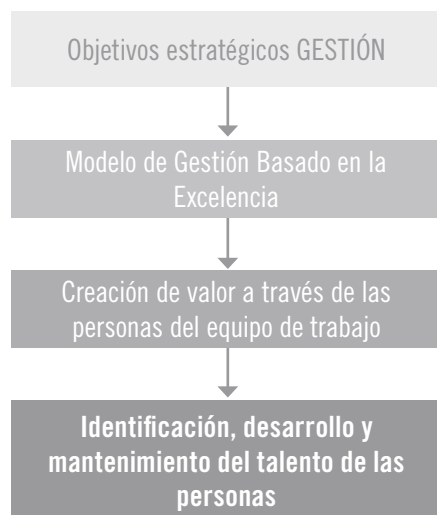 Objetivos estratégicos GESTIÓN
Modelo de Gestión Basado en la
Excelencia
Creación de valor a través de las
personas del equipo de trabajo
Identificación, desarrollo y
mantenimiento del talento de las
personas